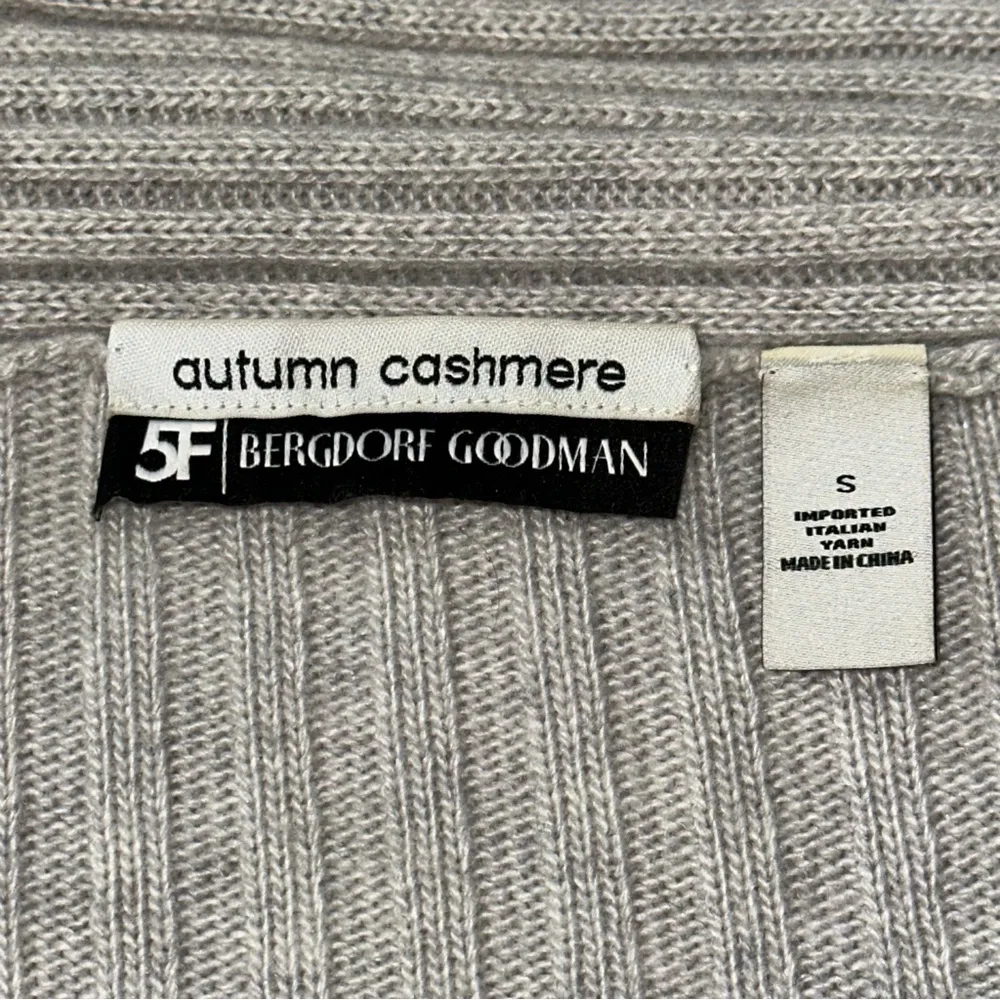 autumn cashmere
5F BERGDORF GOODMAN
S
IMPORTED
ITALIAN
YARN
MADE IN CHINA